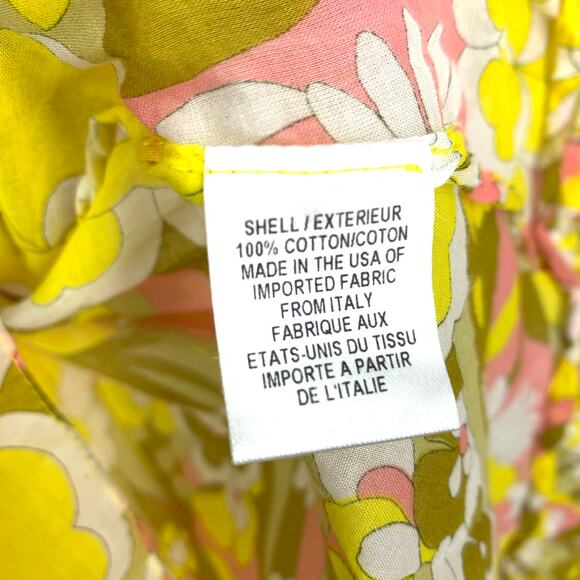 SHELL/EXTERIEUR
100% COTTON/COTON
MADE IN THE USA OF
IMPORTED FABRIC
FROM ITALY
FABRIQUE AUX
ETATS-UNIS DU TISSU
IMPORTE A PARTIR
DE L'ITALIE